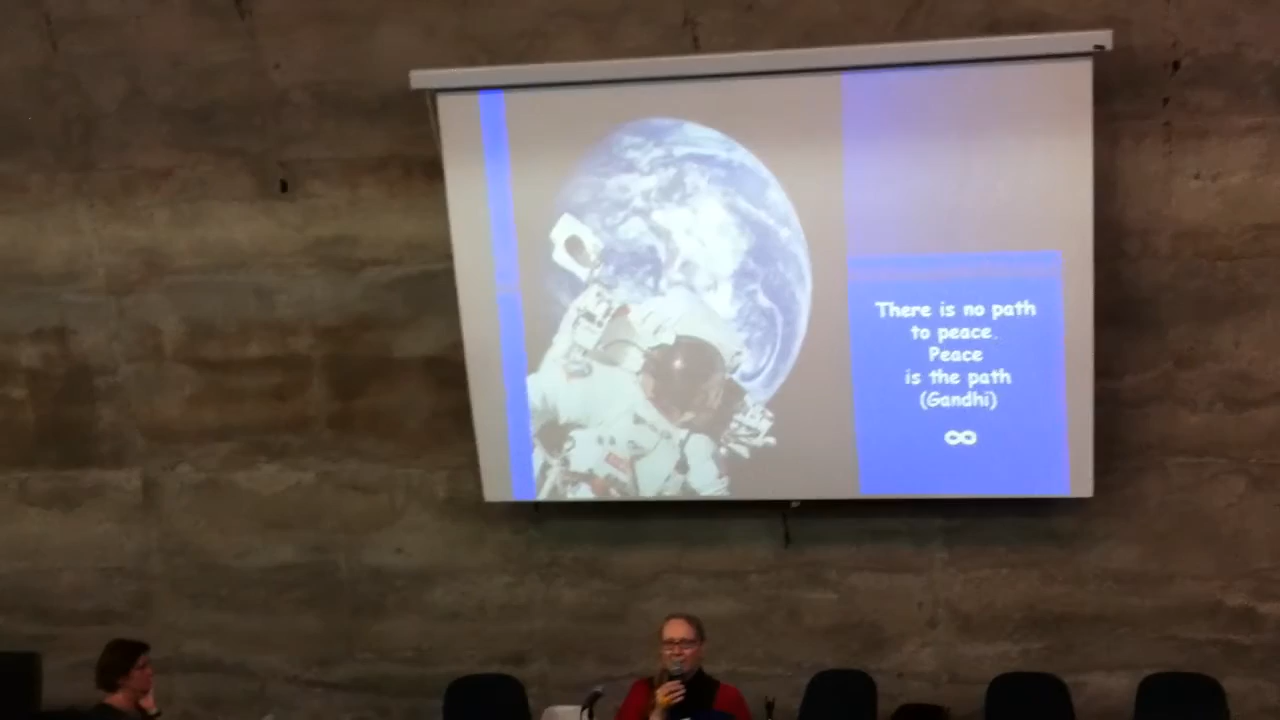 There is no path
to peace.
Peace
is the path
(Gandhi)
∞